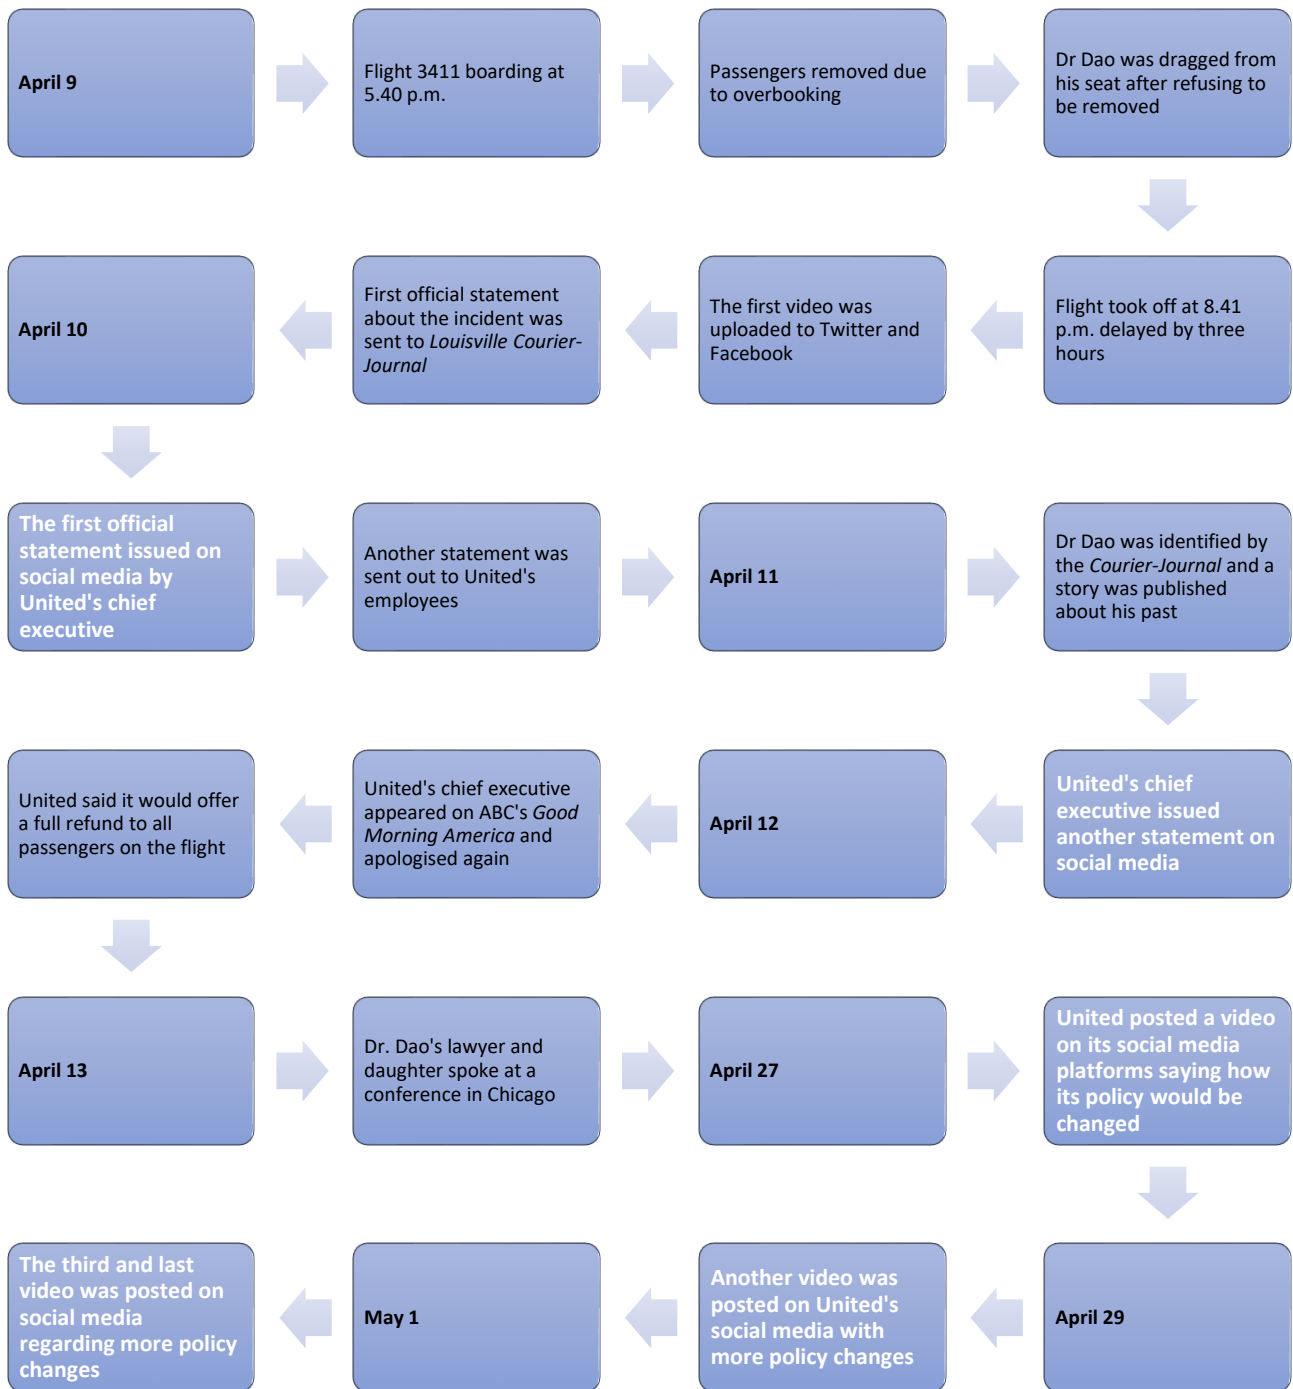 April 9
Flight 3411 boarding at
5.40 p.m.
Passengers removed due
to overbooking
Dr Dao was dragged from
his seat after refusing to
be removed
Flight took off at 8.41
p.m. delayed by three
hours
The first video was
uploaded to Twitter and
Facebook
First official statement
about the incident was
sent to Louisville Courier-
Journal
April 10
The first official
statement issued on
social media by
United's chief
executive
Another statement was
sent out to United's
employees
April 11
Dr Dao was identified by
the Courier-Journal and a
story was published
about his past
United's chief
executive issued
another statement on
social media
April 12
United's chief executive
appeared on ABC's Good
Morning America and
apologised again
United said it would offer
a full refund to all
passengers on the flight
April 13
Dr. Dao's lawyer and
daughter spoke at a
conference in Chicago
April 27
United posted a video
on its social media
platforms saying how
its policy would be
changed
April 29
Another video was
posted on United's
social media with
more policy changes
May 1
The third and last
video was posted on
social media
regarding more policy
changes